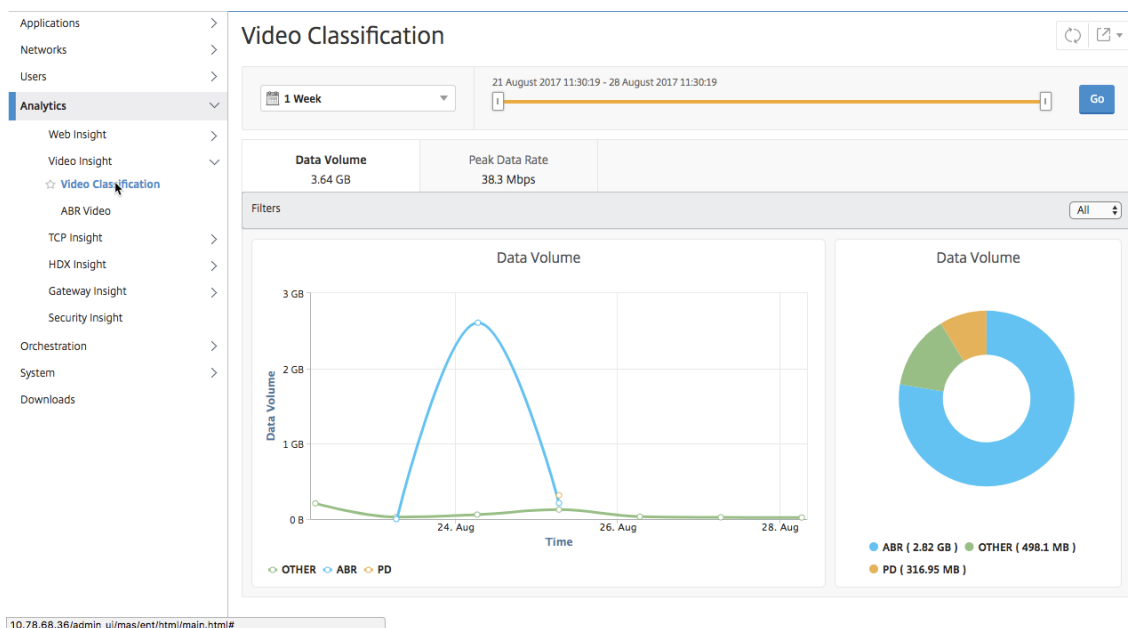 Applications
Networks
Users
Analytics
Web Insight
Video Insight
Video Classification
ABR Video
TCP Insight
HDX Insight
Gateway Insight
Security Insight
Orchestration
System
Downloads
Video Classification
1 Week
21 August 2017 11:30:19 - 28 August 2017 11:30:19
Go
Data Volume
3.64 GB
Peak Data Rate
38.3 Mbps
Filters
All
Data Volume
3 GB
2 GB
1 GB
0 B
Data Volume
24. Aug
26. Aug
28. Aug
Time
OTHER ABR PD
Data Volume
ABR ( 2.82 GB ) OTHER ( 498.1 MB )
PD ( 316.95 MB )
10.78.68.36/admin_ui/mas/ent/html/main.html#